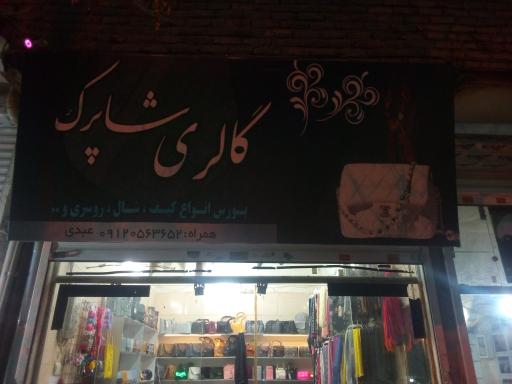 گالری شاپرک
بورس انواع کیف ، شال ، روسری و ...
همراه: ۰۹۱۲۰۵۶۳۶۵۲ عبدی